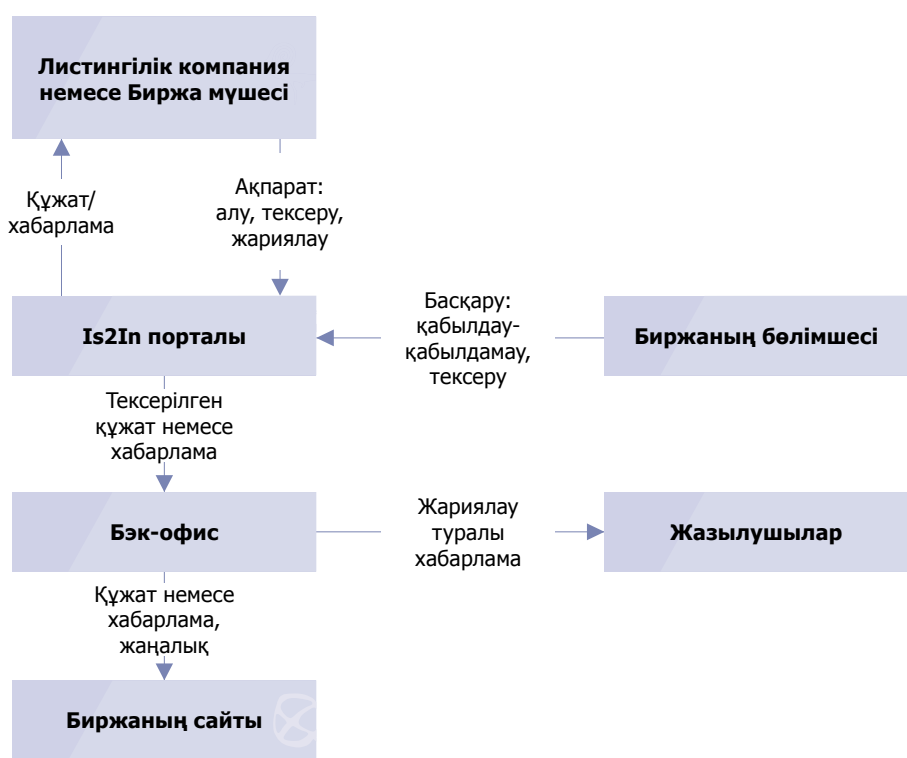 Листингілік компания
немесе Биржа мүшесі
Құжат/
хабарлама
Ақпарат:
алу, тексеру,
жариялау
Is2In порталы
Басқару:
қабылдау-
қабылдамау,
тексеру
Биржаның бөлімшесі
Тексерілген
құжат немесе
хабарлама
Бэк-офис
Жариялау
туралы
хабарлама
Жазылушылар
Құжат немесе
хабарлама,
жаңалық
Биржаның сайты